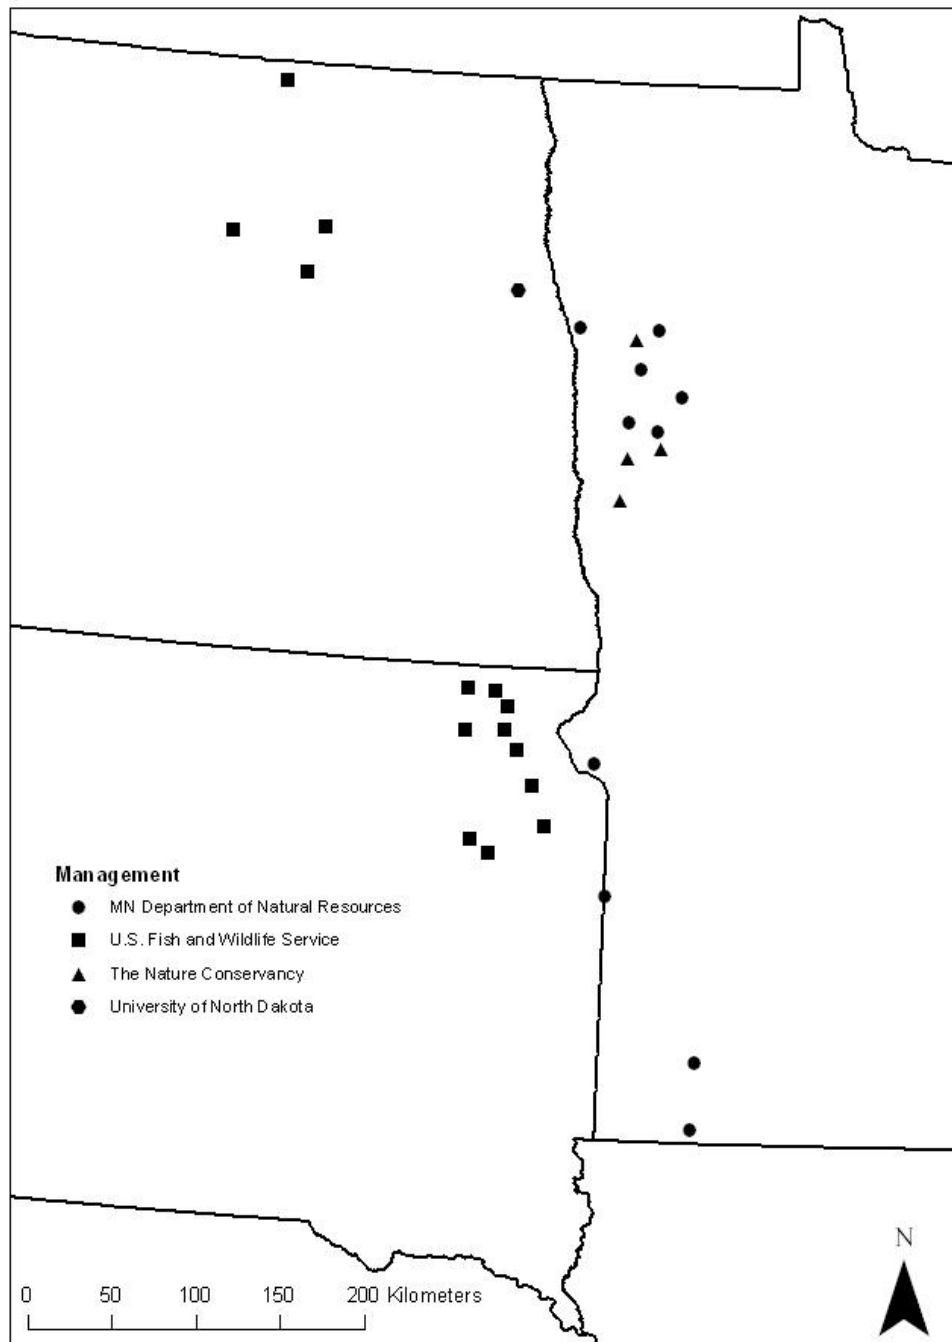 Management
MN Department of Natural Resources
U.S. Fish and Wildlife Service
The Nature Conservancy
University of North Dakota
N
0 50 100 150 200 Kilometers